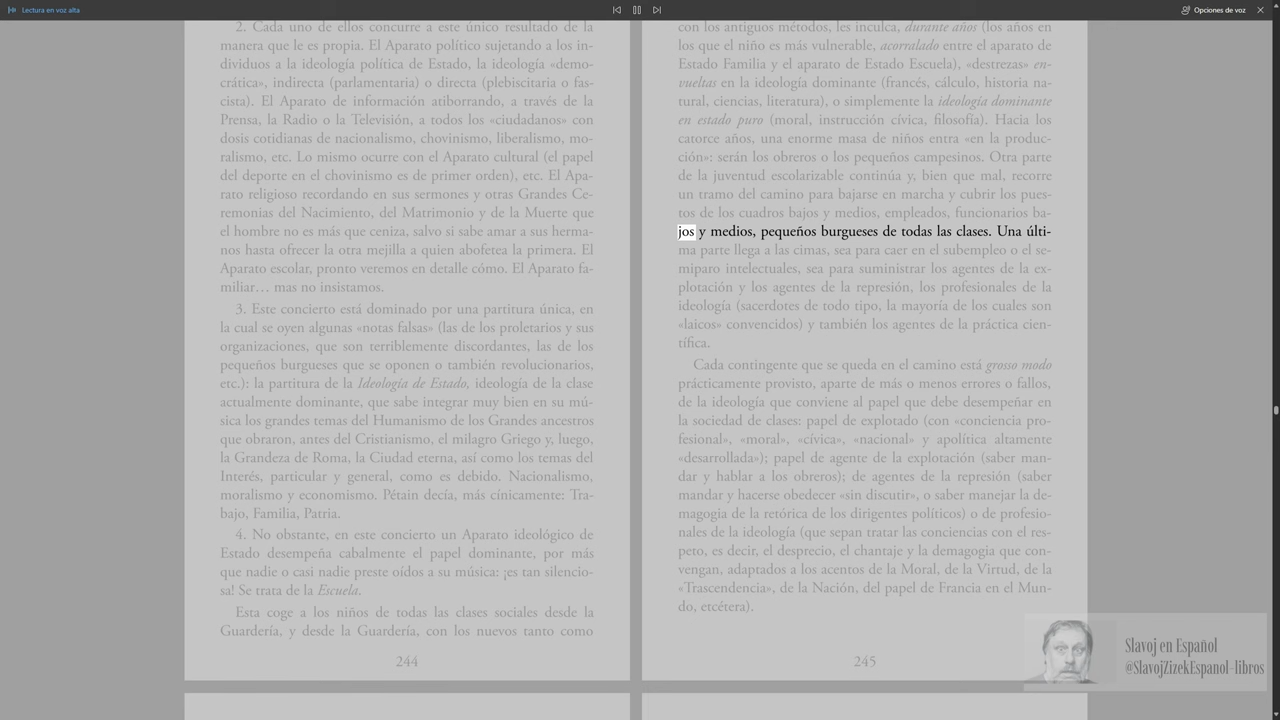 Lectura en voz alta
Opciones de voz
2. Cada uno de ellos concurre a este único resultado de la
manera que le es propia. El Aparato político sujetando a los in-
dividuos a la ideología política de Estado, la ideología «demo-
crática», indirecta (parlamentaria) o directa (plebiscitaria o fas-
cista). El Aparato de información atiborrando, a través de la
Prensa, la Radio o la Televisión, a todos los «ciudadanos» con
dosis cotidianas de nacionalismo, chovinismo, liberalismo, mo-
ralismo, etc. Lo mismo ocurre con el Aparato cultural (el papel
del deporte en el chovinismo es de primer orden), etc. El Apa-
rato religioso recordando en sus sermones y otras Grandes Ce-
remonias del Nacimiento, del Matrimonio y de la Muerte que
el hombre no es más que ceniza, salvo si sabe amar a sus herma-
nos hasta ofrecer la otra mejilla a quien abofetea la primera. El
Aparato escolar, pronto veremos en detalle cómo. El Aparato fa-
miliar… mas no insistamos.
3. Este concierto está dominado por una partitura única, en
la cual se oyen algunas «notas falsas» (las de los proletarios y sus
organizaciones, que son terriblemente discordantes, las de los
pequeños burgueses que se oponen o también revolucionarios,
etc.): la partitura de la Ideología de Estado, ideología de la clase
actualmente dominante, que sabe integrar muy bien en su mú-
sica los grandes temas del Humanismo de los Grandes ancestros
que obraron, antes del Cristianismo, el milagro Griego y, luego,
la Grandeza de Roma, la Ciudad eterna, así como los temas del
Interés, particular y general, como es debido. Nacionalismo,
moralismo y economismo. Pétain decía, más cínicamente: Tra-
bajo, Familia, Patria.
4. No obstante, en este concierto un Aparato ideológico de
Estado desempeña cabalmente el papel dominante, por más
que nadie o casi nadie preste oídos a su música: ¡es tan silencio-
sa! Se trata de la Escuela.
Esta coge a los niños de todas las clases sociales desde la
Guardería, y desde la Guardería, con los nuevos tanto como
244
con los antiguos métodos, les inculca, durante años (los años en
los que el niño es más vulnerable, acorralado entre el aparato de
Estado Familia y el aparato de Estado Escuela), «destrezas» en-
vueltas en la ideología dominante (francés, cálculo, historia na-
tural, ciencias, literatura), o simplemente la ideología dominante
en estado puro (moral, instrucción cívica, filosofía). Hacia los
catorce años, una enorme masa de niños entra «en la produc-
ción»: serán los obreros o los pequeños campesinos. Otra parte
de la juventud escolarizable continúa y, bien que mal, recorre
un tramo del camino para bajarse en marcha y cubrir los pues-
tos de los cuadros bajos y medios, empleados, funcionarios ba-
jos y medios, pequeños burgueses de todas las clases. Una últi-
ma parte llega a las cimas, sea para caer en el subempleo o el se-
miparo intelectuales, sea para suministrar los agentes de la ex-
plotación y los agentes de la represión, los profesionales de la
ideología (sacerdotes de todo tipo, la mayoría de los cuales son
«laicos» convencidos) y también los agentes de la práctica cien-
tífica.
Cada contingente que se queda en el camino está grosso modo
prácticamente provisto, aparte de más o menos errores o fallos,
de la ideología que conviene al papel que debe desempeñar en
la sociedad de clases: papel de explotado (con «conciencia pro-
fesional», «moral», «cívica», «nacional» y apolítica altamente
«desarrollada»); papel de agente de la explotación (saber man-
dar y hablar a los obreros); de agentes de la represión (saber
mandar y hacerse obedecer «sin discutir», o saber manejar la de-
magogia de la retórica de los dirigentes políticos) o de profesio-
nales de la ideología (que sepan tratar las conciencias con el res-
peto, es decir, el desprecio, el chantaje y la demagogia que con-
vengan, adaptados a los acentos de la Moral, de la Virtud, de la
«Trascendencia», de la Nación, del papel de Francia en el Mun-
do, etcétera).
245
Slavoj en Español
@SlavojZizekEspanol-libros